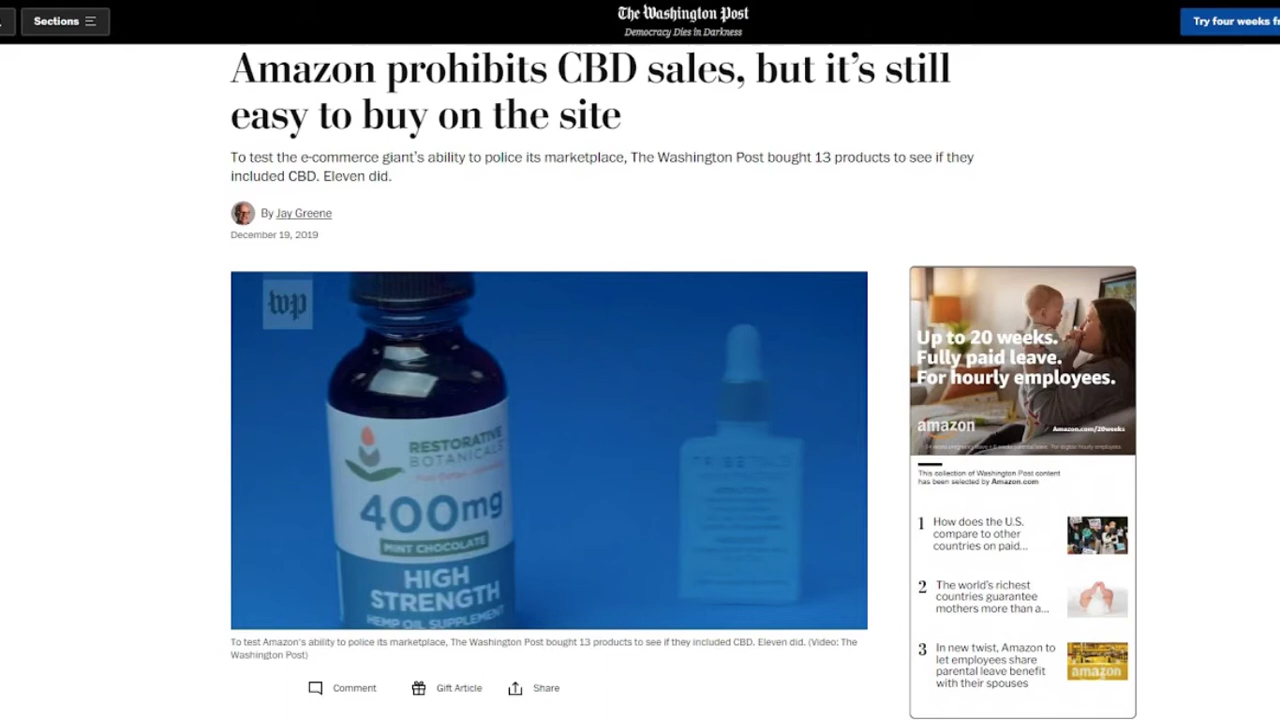 Sections
The Washington Post
Democracy Dies in Darkness
Try four weeks fr
Amazon prohibits CBD sales, but it's still
easy to buy on the site
To test the e-commerce giant's ability to police its marketplace, The Washington Post bought 13 products to see if they
included CBD. Eleven did.
By Jay Greene
December 19, 2019
wp
RESTORATIVE
BOTANICALS
400mg
MINT CHOCOLATE
HIGH
STRENGTH
HEMP OIL SUPPLEMENT
To test Amazon's ability to police its marketplace, The Washington Post bought 13 products to see if they included CBD. Eleven did. (Video: The
Washington Post)
Comment
Gift Article
Share
Up to 20 weeks.
Fully paid leave.
For hourly employees.
amazon
Amazon.com/20weeks
This collection of Washington Post content
has been selected by Amazon.com
1 How does the U.S.
compare to other
countries on paid...
2 The world's richest
countries guarantee
mothers more than a...
3 In new twist, Amazon to
let employees share
parental leave benefit
with their spouses
amazon